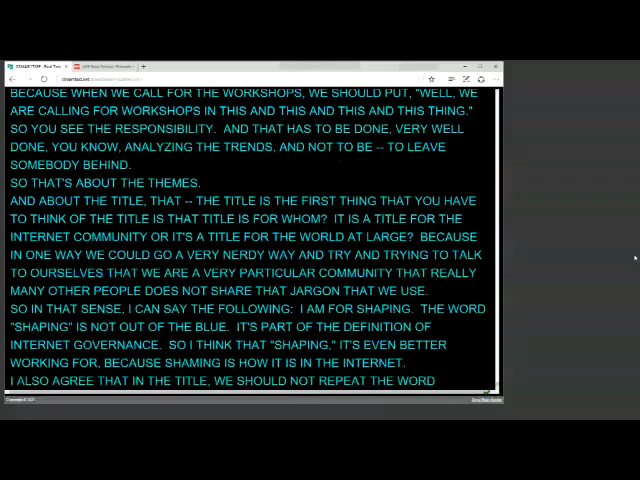 streamtext.net
BECAUSE WHEN WE CALL FOR THE WORKSHOPS, WE SHOULD PUT, "WELL, WE
ARE CALLING FOR WORKSHOPS IN THIS AND THIS AND THIS AND THIS THING."
SO YOU SEE THE RESPONSIBILITY.  AND THAT HAS TO BE DONE, VERY WELL
DONE, YOU KNOW, ANALYZING THE TRENDS, AND NOT TO BE -- TO LEAVE
SOMEBODY BEHIND.
SO THAT'S ABOUT THE THEMES.
AND ABOUT THE TITLE, THAT -- THE TITLE IS THE FIRST THING THAT YOU HAVE
TO THINK OF THE TITLE IS THAT TITLE IS FOR WHOM?  IT IS A TITLE FOR THE
INTERNET COMMUNITY OR IT'S A TITLE FOR THE WORLD AT LARGE?  BECAUSE
IN ONE WAY WE COULD GO A VERY NERDY WAY AND TRY AND TRYING TO TALK
TO OURSELVES THAT WE ARE A VERY PARTICULAR COMMUNITY THAT REALLY
MANY OTHER PEOPLE DOES NOT SHARE THAT JARGON THAT WE USE.
SO IN THAT SENSE, I CAN SAY THE FOLLOWING:  I AM FOR SHAPING.  THE WORD
"SHAPING" IS NOT OUT OF THE BLUE.  IT'S PART OF THE DEFINITION OF
INTERNET GOVERNANCE.  SO I THINK THAT "SHAPING," IT'S EVEN BETTER
WORKING FOR, BECAUSE SHAMING IS HOW IT IS IN THE INTERNET.
I ALSO AGREE THAT IN THE TITLE, WE SHOULD NOT REPEAT THE WORD